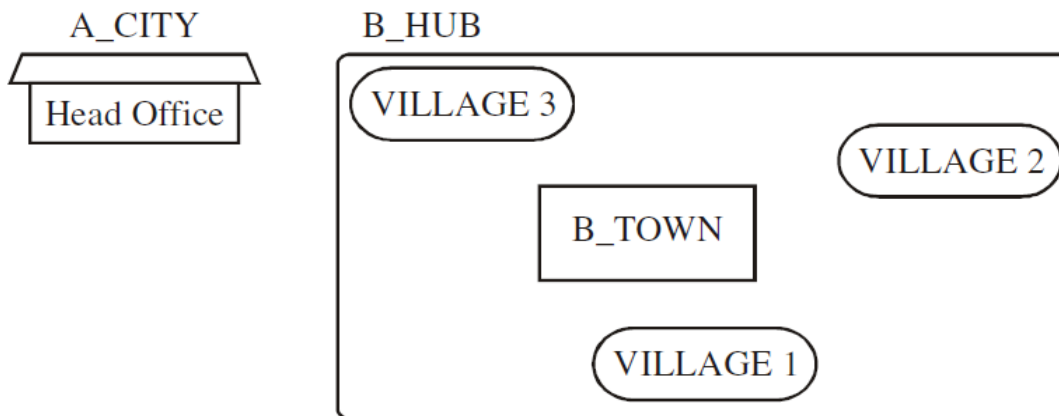 A_CITY
B_HUB
Head Office
VILLAGE 3
VILLAGE 2
B_TOWN
VILLAGE 1